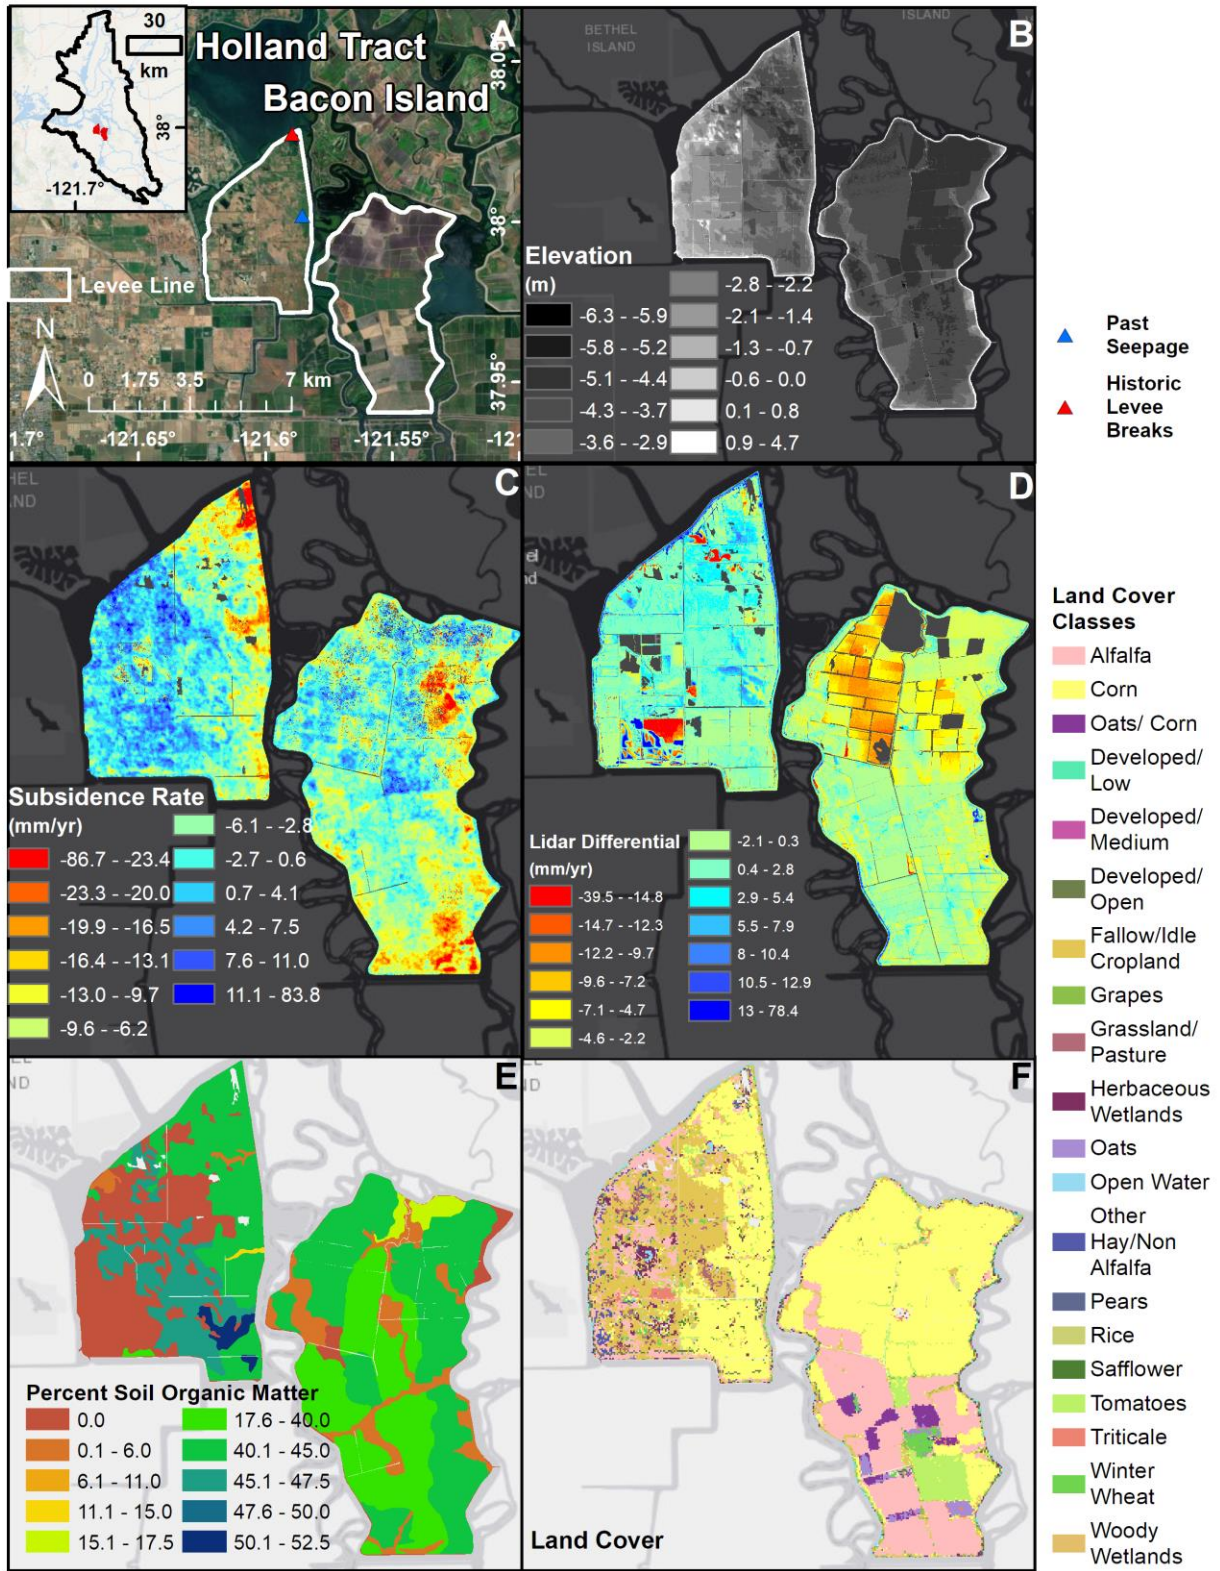 A
30
km
Holland Tract
Bacon Island
38°
-121.7°
38.05°
38°
37.95°
Levee Line
N
0 1.75 3.5 7 km
1.7° -121.65° -121.6° -121.55° -121
B
BETHEL
ISLAND
ISLAND
Elevation
(m)
-6.3 - -5.9
-5.8 - -5.2
-5.1 - -4.4
-4.3 - -3.7
-3.6 - -2.9
-2.8 - -2.2
-2.1 - -1.4
-1.3 - -0.7
-0.6 - 0.0
0.1 - 0.8
0.9 - 4.7
Past
Seepage
Historic
Levee
Breaks
C
HEL
ND
Subsidence Rate
(mm/yr)
-86.7 - -23.4
-23.3 - -20.0
-19.9 - -16.5
-16.4 - -13.1
-13.0 - -9.7
-9.6 - -6.2
-6.1 - -2.8
-2.7 - 0.6
0.7 - 4.1
4.2 - 7.5
7.6 - 11.0
11.1 - 83.8
D
EL
ND
el
nd
Lidar Differential
(mm/yr)
-39.5 - -14.8
-14.7 - -12.3
-12.2 - -9.7
-9.6 - -7.2
-7.1 - -4.7
-4.6 - -2.2
-2.1 - 0.3
0.4 - 2.8
2.9 - 5.4
5.5 - 7.9
8 - 10.4
10.5 - 12.9
13 - 78.4
E
EL
ND
Percent Soil Organic Matter
0.0
0.1 - 6.0
6.1 - 11.0
11.1 - 15.0
15.1 - 17.5
17.6 - 40.0
40.1 - 45.0
45.1 - 47.5
47.6 - 50.0
50.1 - 52.5
F
EL
ND
Land Cover
Land Cover
Classes
Alfalfa
Corn
Oats/ Corn
Developed/
Low
Developed/
Medium
Developed/
Open
Fallow/Idle
Cropland
Grapes
Grassland/
Pasture
Herbaceous
Wetlands
Oats
Open Water
Other
Hay/Non
Alfalfa
Pears
Rice
Safflower
Tomatoes
Triticale
Winter
Wheat
Woody
Wetlands